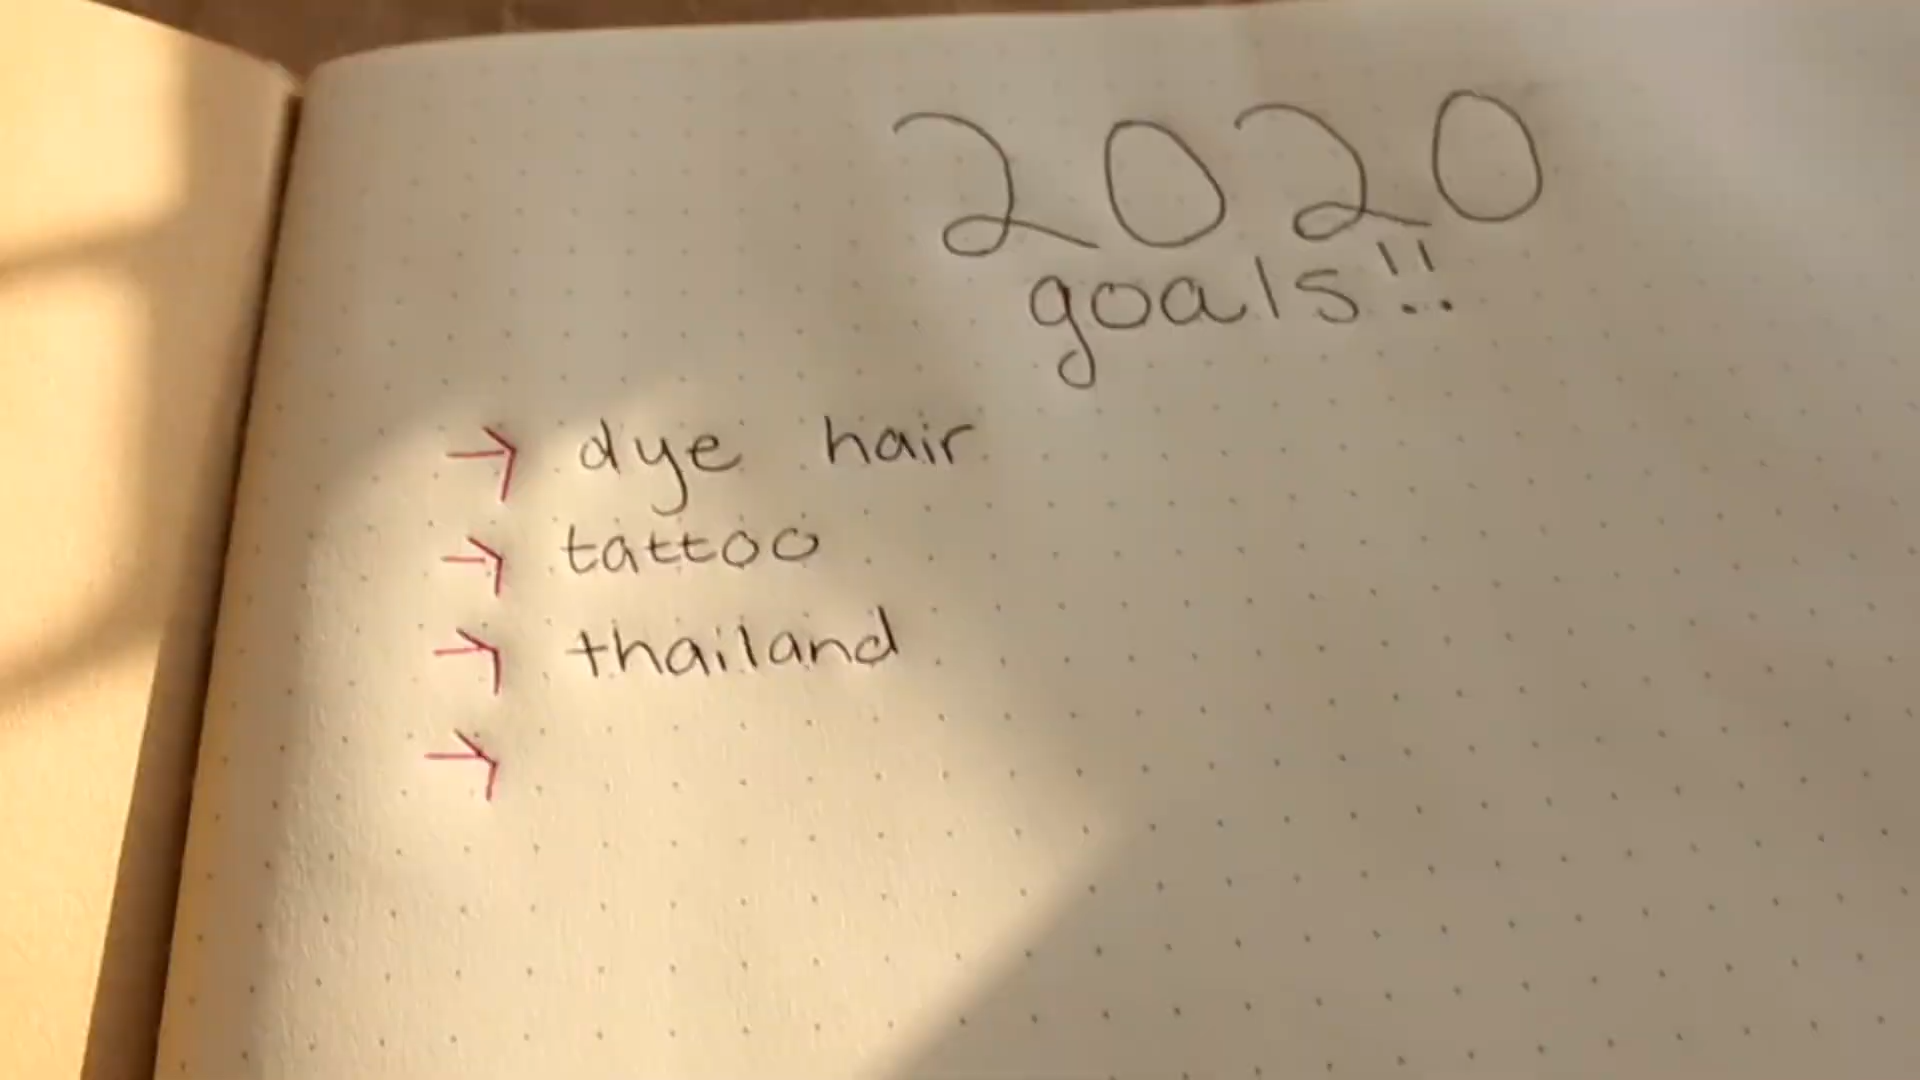 2020
goals!!
→ dye hair
→ tattoo
→ thailand
→